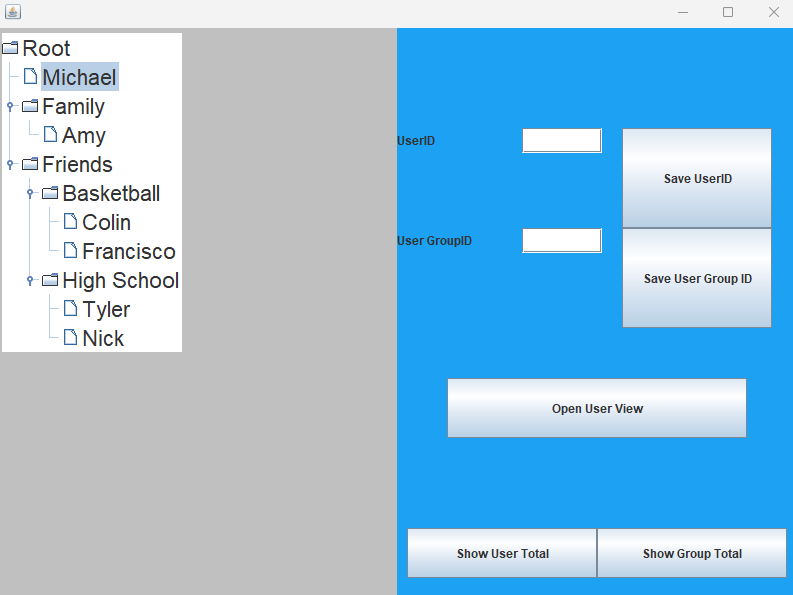 Root
Michael
Family
Amy
Friends
Basketball
Colin
Francisco
High School
Tyler
Nick
UserID
Save UserID
User GroupID
Save User Group ID
Open User View
Show User Total
Show Group Total